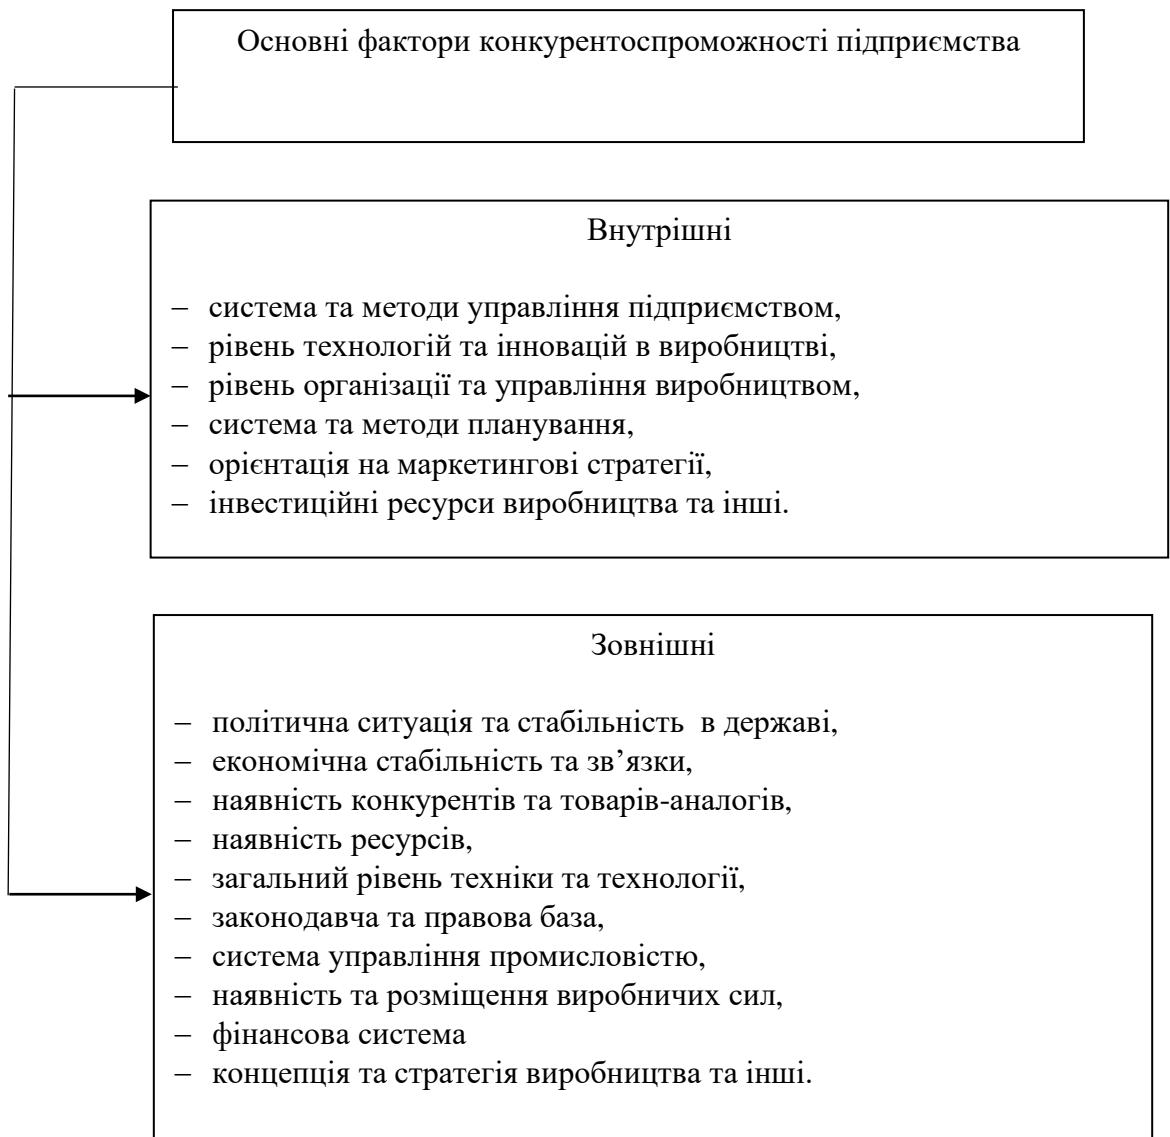 Основні фактори конкурентоспроможності підприємства
Внутрішні
– система та методи управління підприємством,
– рівень технологій та інновацій в виробництві,
– рівень організації та управління виробництвом,
– система та методи планування,
– орієнтація на маркетингові стратегії,
– інвестиційні ресурси виробництва та інші.
Зовнішні
– політична ситуація та стабільність  в державі,
– економічна стабільність та зв’язки,
– наявність конкурентів та товарів-аналогів,
– наявність ресурсів,
– загальний рівень техніки та технології,
– законодавча та правова база,
– система управління промисловістю,
– наявність та розміщення виробничих сил,
– фінансова система
– концепція та стратегія виробництва та інші.